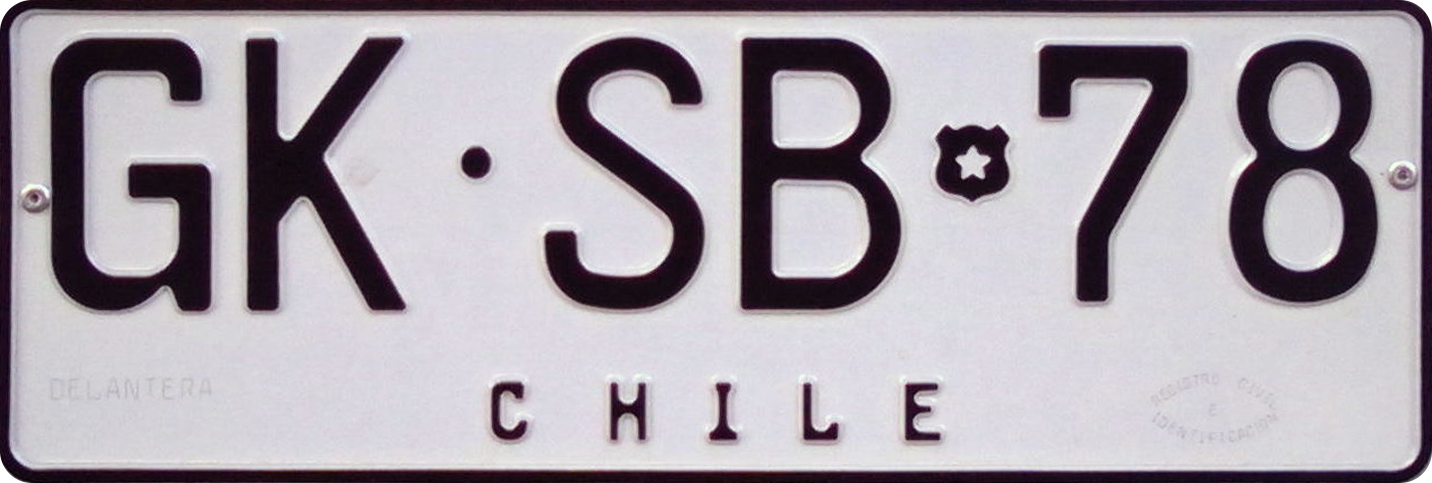 GK·SB 78
DELANTERA
CHILE
REGISTRO CIVIL
E
IDENTIFICACION